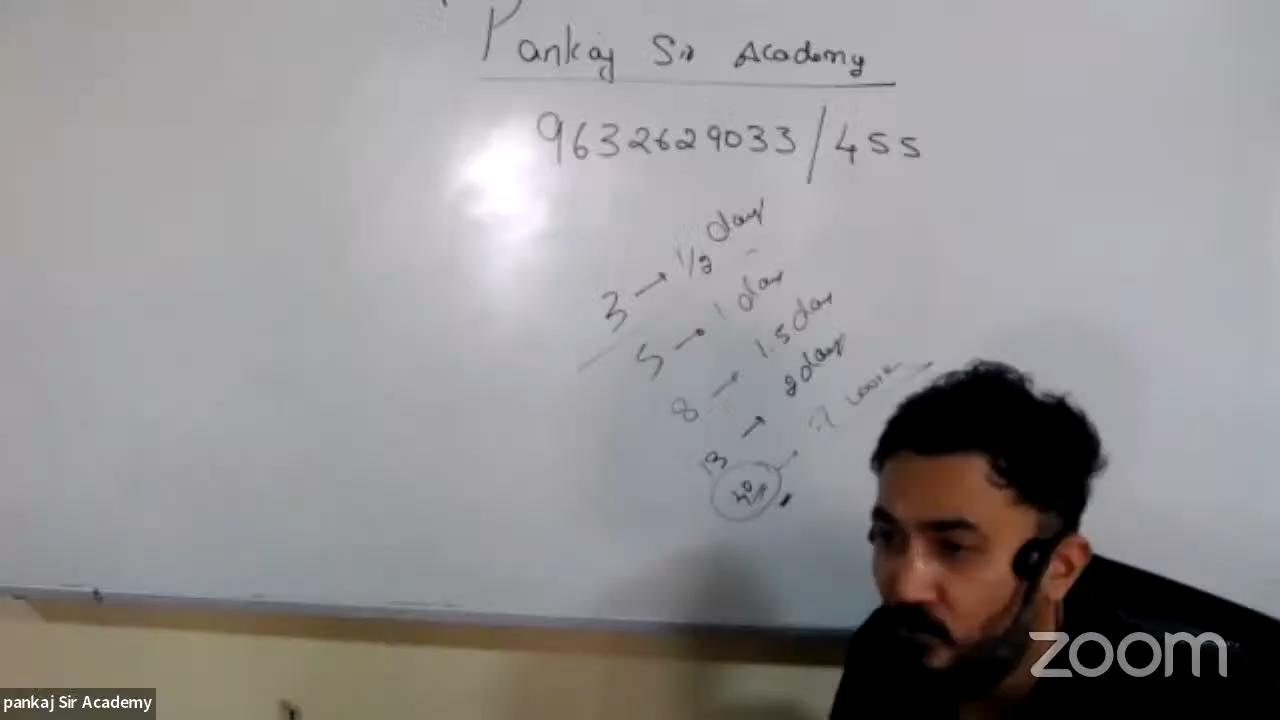 Pankaj Sir Academy
9632629033/455
3 → 1/2 day
5 → 1 day
8 → 1.5 day
13 → 2 day
week
zoom
pankaj Sir Academy